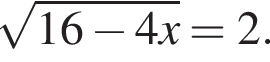 √16 − 4x = 2.